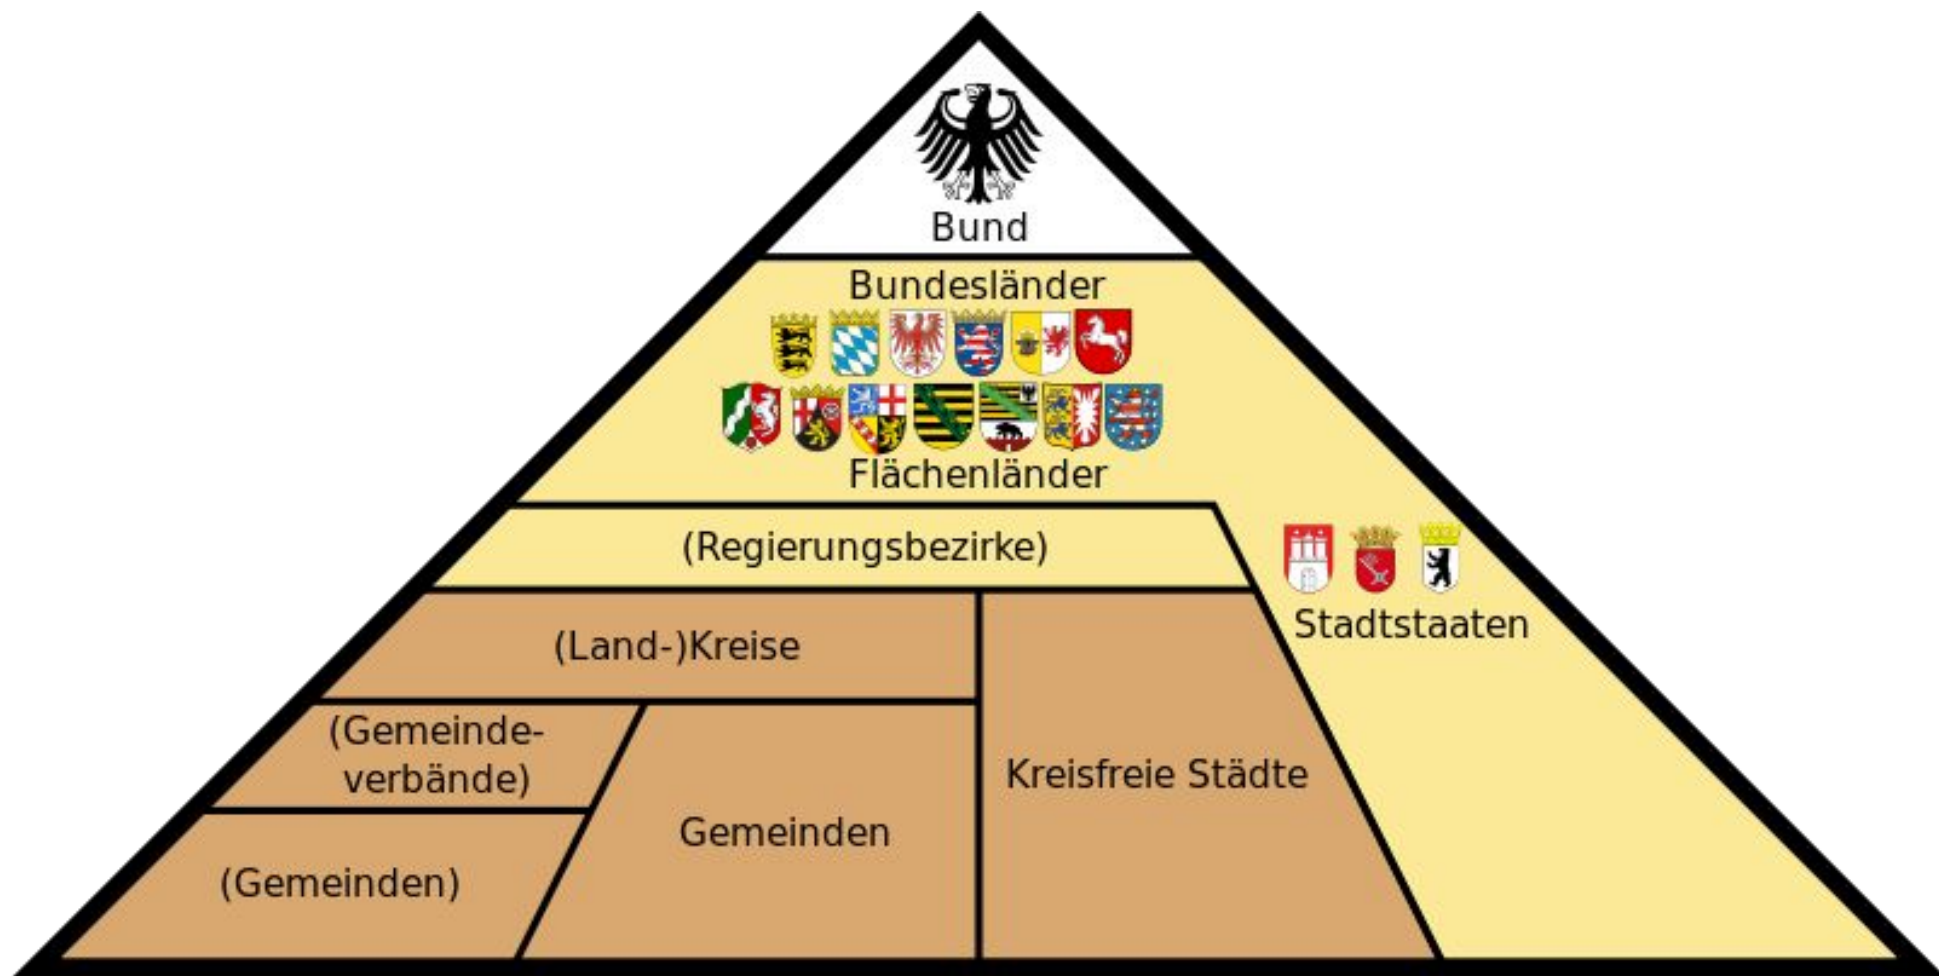 Bund
Bundesländer
Flächenländer
(Regierungsbezirke)
Stadtstaaten
(Land-)Kreise
(Gemeinde-
verbände)
Kreisfreie Städte
Gemeinden
(Gemeinden)